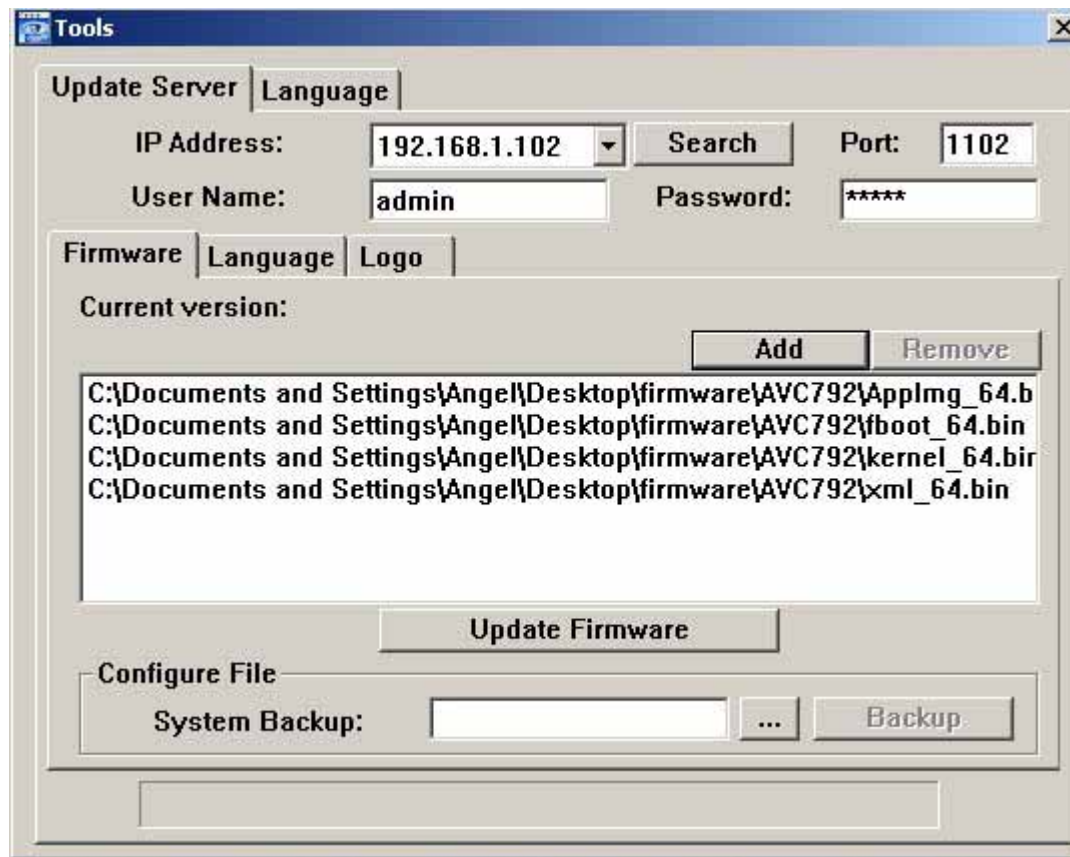 Tools
Update Server Language
IP Address: 192.168.1.102 Search Port: 1102
User Name: admin Password: *****
Firmware Language Logo
Current version:
Add Remove
C:\Documents and Settings\Angel\Desktop\firmware\AVC792\AppImg_64.b
C:\Documents and Settings\Angel\Desktop\firmware\AVC792\fboot_64.bin
C:\Documents and Settings\Angel\Desktop\firmware\AVC792\kernel_64.bin
C:\Documents and Settings\Angel\Desktop\firmware\AVC792\xml_64.bin
Update Firmware
Configure File
System Backup: ... Backup